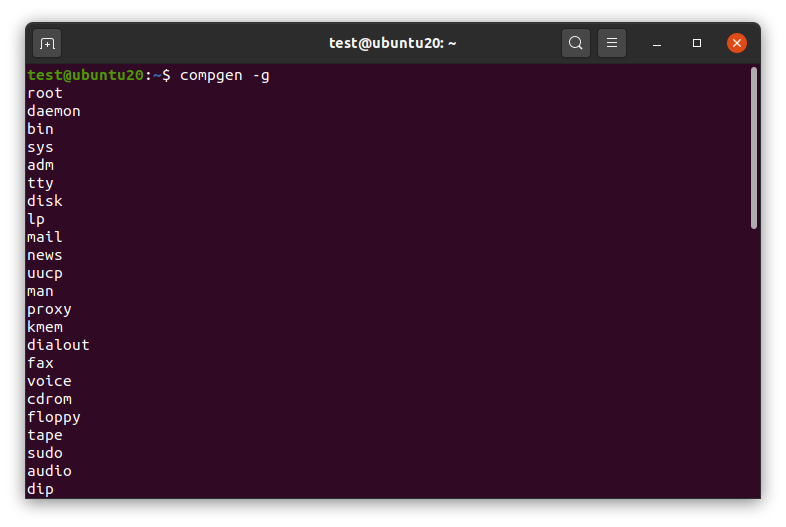 test@ubuntu20: ~
test@ubuntu20:~$ compgen -g
root
daemon
bin
sys
adm
tty
disk
lp
mail
news
uucp
man
proxy
kmem
dialout
fax
voice
cdrom
floppy
tape
sudo
audio
dip